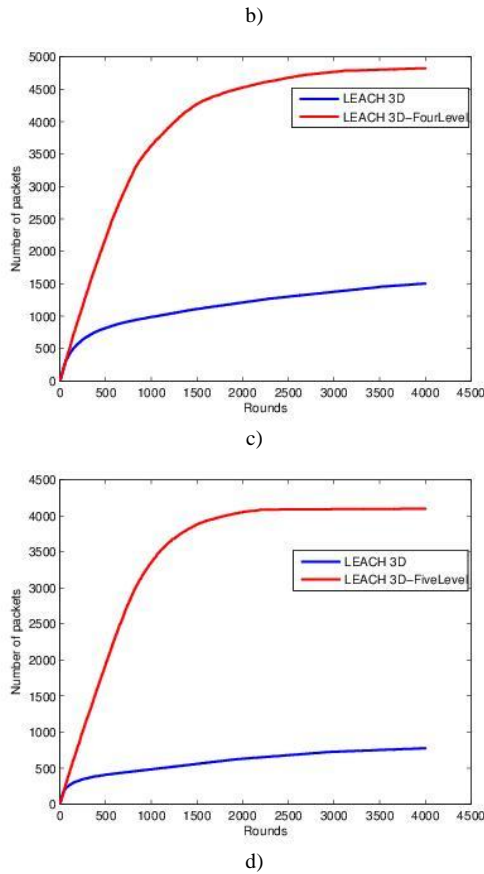 b)
5000
4500
4000
3500
3000
2500
2000
1500
1000
500
0
Number of packets
LEACH 3D
LEACH 3D-FourLevel
0 500 1000 1500 2000 2500 3000 3500 4000 4500
Rounds
c)
4500
4000
3500
3000
2500
2000
1500
1000
500
0
Number of packets
LEACH 3D
LEACH 3D-FiveLevel
0 500 1000 1500 2000 2500 3000 3500 4000 4500
Rounds
d)